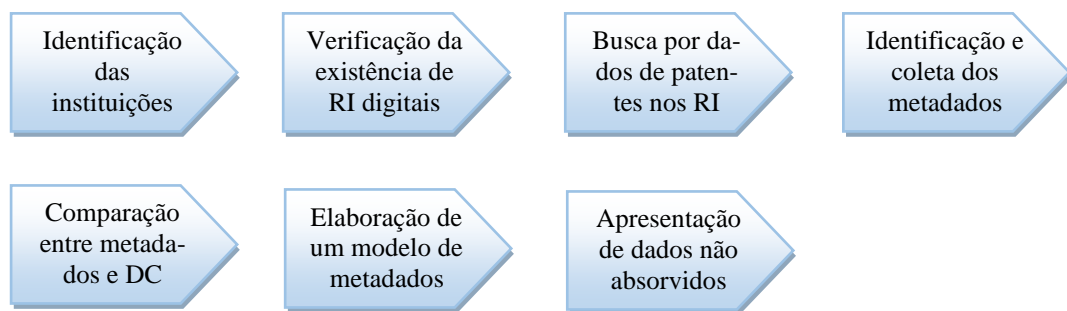 Identificação
das
instituições
Verificação da
existência de
RI digitais
Busca por da-
dos de paten-
tes nos RI
Identificação e
coleta dos
metadados
Comparação
entre metada-
dos e DC
Elaboração de
um modelo de
metadados
Apresentação
de dados não
absorvidos